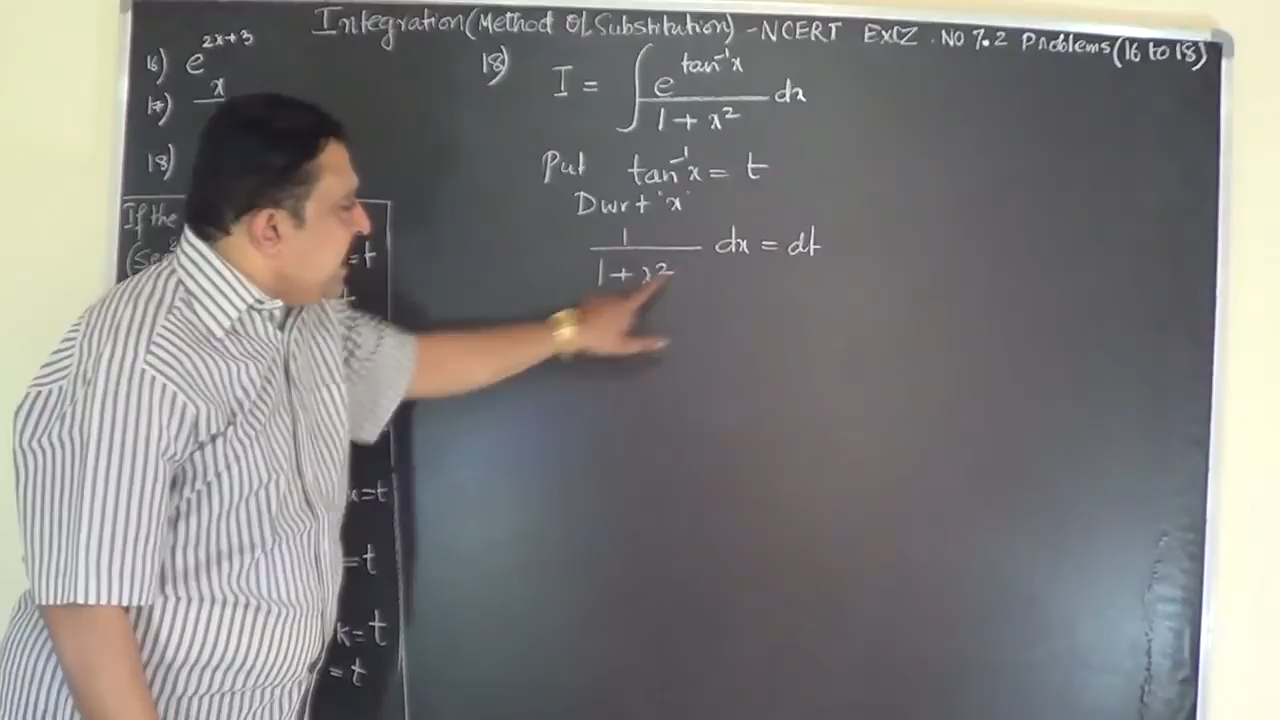 Integration(Method Of Substitution) - NCERT ExCZ . No 7.2 Problems (16 to 18)
16) e^{2x+3}
17) x
18)
If the
= t
x = t
= t
k = t
= t
18) I = ∫ e^{tan⁻¹x} / 1 + x² dx
Put tan⁻¹x = t
Dwr+ 'x'
1 / 1 + x² dx = dt